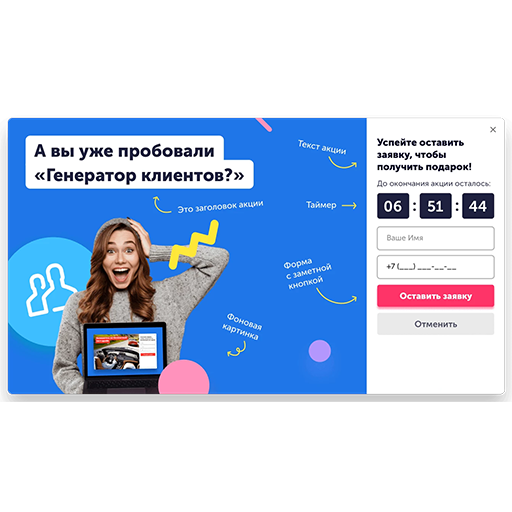 А вы уже пробовали
«Генератор клиентов?»
Это заголовок акции
Текст акции
Таймер
Форма
с заметной
кнопкой
Фоновая
картинка
Успейте оставить
заявку, чтобы
получить подарок!
До окончания акции осталось:
06 : 51 : 44
Ваше Имя
+7 (___) ___-__-__
Оставить заявку
Отменить